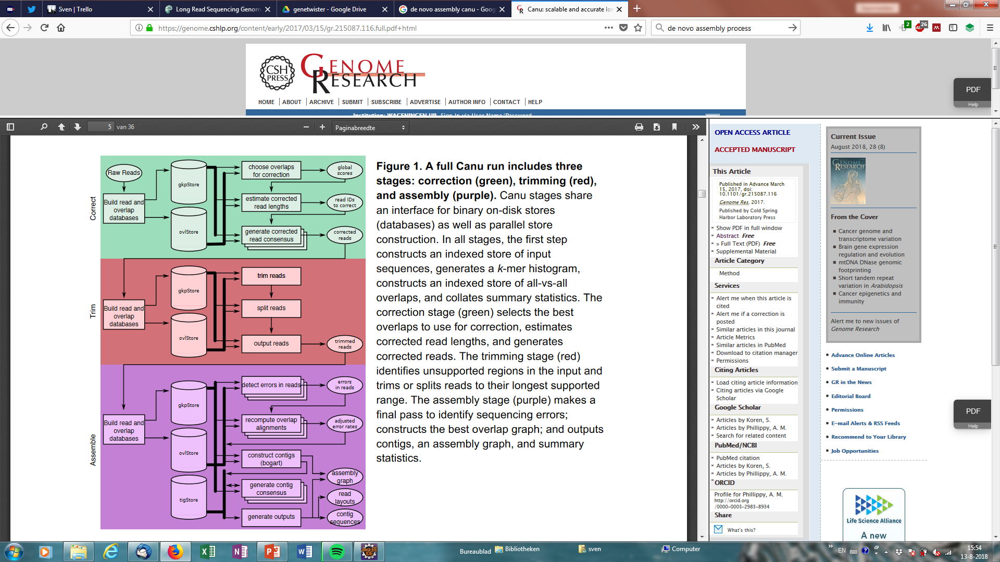 Sven | Trello
Long Read Sequencing Genom
genetwister - Google Drive
de novo assembly canu - Goog
Canu: scalable and accurate lon
https://genome.cshlp.org/content/early/2017/03/15/gr.215087.116.full.pdf+html
de novo assembly process
2
26
CSH
PRESS
GENOME
RESEARCH
HOME
ABOUT
ARCHIVE
SUBMIT
SUBSCRIBE
ADVERTISE
AUTHOR INFO
CONTACT
HELP
Institution: WAGENINGEN UR Sign In via User Name/Password
PDF
Help
5 van 36
Paginabreedte
Correct
Raw Reads
Build read and
overlap
databases
gkpStore
ovlStore
choose overlaps
for correction
global
scores
estimate corrected
read lengths
read IDs
to correct
generate corrected
read consensus
corrected
reads
Trim
Build read and
overlap
databases
gkpStore
ovlStore
trim reads
split reads
output reads
trimmed
reads
Assemble
Build read and
overlap
databases
gkpStore
ovlStore
tigStore
detect errors in reads
errors
in reads
recompute overlap
alignments
adjusted
error rates
construct contigs
(bogart)
assembly
graph
generate contig
consensus
read
layouts
generate outputs
contig
sequences
Figure 1. A full Canu run includes three
stages: correction (green), trimming (red),
and assembly (purple). Canu stages share
an interface for binary on-disk stores
(databases) as well as parallel store
construction. In all stages, the first step
constructs an indexed store of input
sequences, generates a k-mer histogram,
constructs an indexed store of all-vs-all
overlaps, and collates summary statistics. The
correction stage (green) selects the best
overlaps to use for correction, estimates
corrected read lengths, and generates
corrected reads. The trimming stage (red)
identifies unsupported regions in the input and
trims or splits reads to their longest supported
range. The assembly stage (purple) makes a
final pass to identify sequencing errors;
constructs the best overlap graph; and outputs
contigs, an assembly graph, and summary
statistics.
OPEN ACCESS ARTICLE
ACCEPTED MANUSCRIPT
This Article
Published in Advance March
15, 2017, doi:
10.1101/gr.215087.116
Genome Res. 2017.
Published by Cold Spring
Harbor Laboratory Press
Show PDF in full window
Abstract Free
» Full Text (PDF) Free
Supplemental Material
Article Category
Method
Services
Alert me when this article is
cited
Alert me if a correction is
posted
Similar articles in this journal
Article Metrics
Similar articles in PubMed
Download to citation manager
Permissions
Citing Articles
Load citing article information
Citing articles via Google
Scholar
Google Scholar
Articles by Koren, S.
Articles by Phillippy, A. M.
Search for related content
PubMed/NCBI
PubMed citation
Articles by Koren, S.
Articles by Phillippy, A. M.
ORCID
Profile for Phillippy, A. M.
http://orcid.org
/0000-0003-2983-8934
Share
What's this?
Current Issue
August 2018, 28 (8)
GENOME
RESEARCH
From the Cover
Cancer genome and
transcriptome variation
Brain gene expression
regulation and evolution
mtDNA DNase genomic
footprinting
Short tandem repeat
variation in Arabidopsis
Cancer epigenetics and
immunity
Alert me to new issues of
Genome Research
Advance Online Articles
Submit a Manuscript
GR in the News
Editorial Board
Permissions
E-mail Alerts & RSS Feeds
Recommend to Your Library
Job Opportunities
Life Science Alliance
A new
PDF
Help
Java EE
IDE
Bureaublad
Bibliotheken
sven
Computer
EN
15:54
13-8-2018